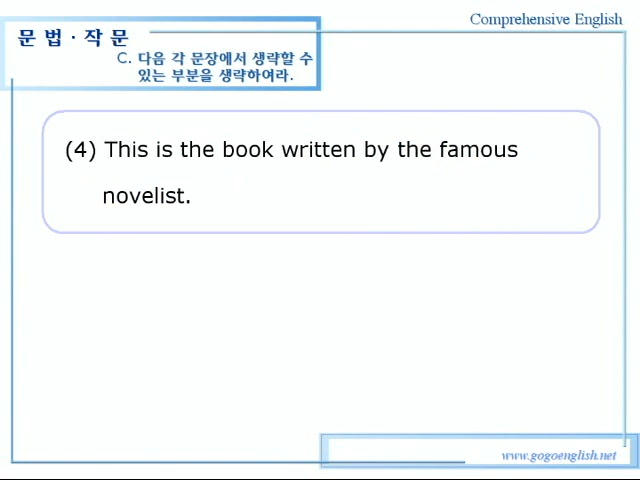 Comprehensive English
문 법 · 작 문
C. 다음 각 문장에서 생략할 수
있는 부분을 생략하여라.
(4) This is the book written by the famous
novelist.
www.gogoenglish.net